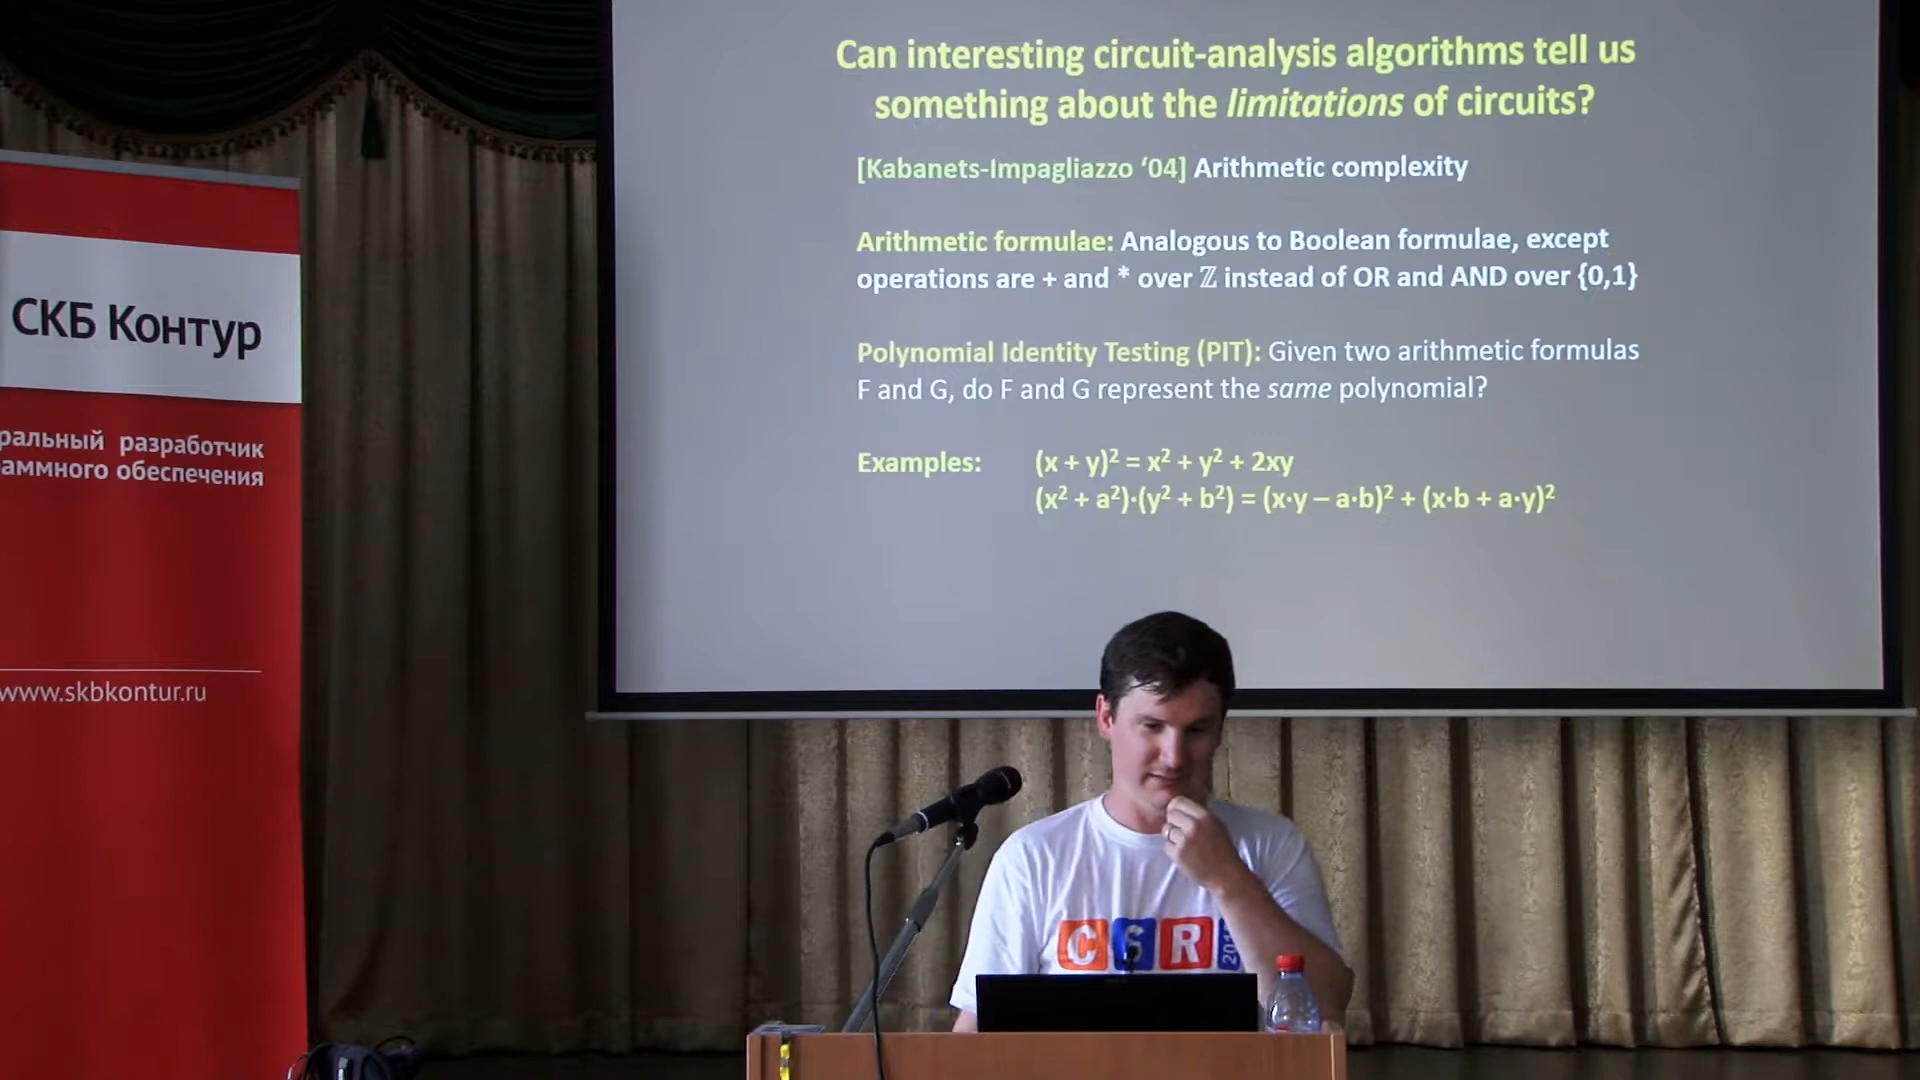 Can interesting circuit-analysis algorithms tell us
something about the limitations of circuits?
[Kabanets-Impagliazzo ‘04] Arithmetic complexity
Arithmetic formulae: Analogous to Boolean formulae, except
operations are + and * over ℤ instead of OR and AND over {0,1}
Polynomial Identity Testing (PIT): Given two arithmetic formulas
F and G, do F and G represent the same polynomial?
Examples: (x + y)² = x² + y² + 2xy
(x² + a²)·(y² + b²) = (x·y – a·b)² + (x·b + a·y)²
СКБ Контур
разработчик
обеспечения
www.skbkontur.ru
CSR